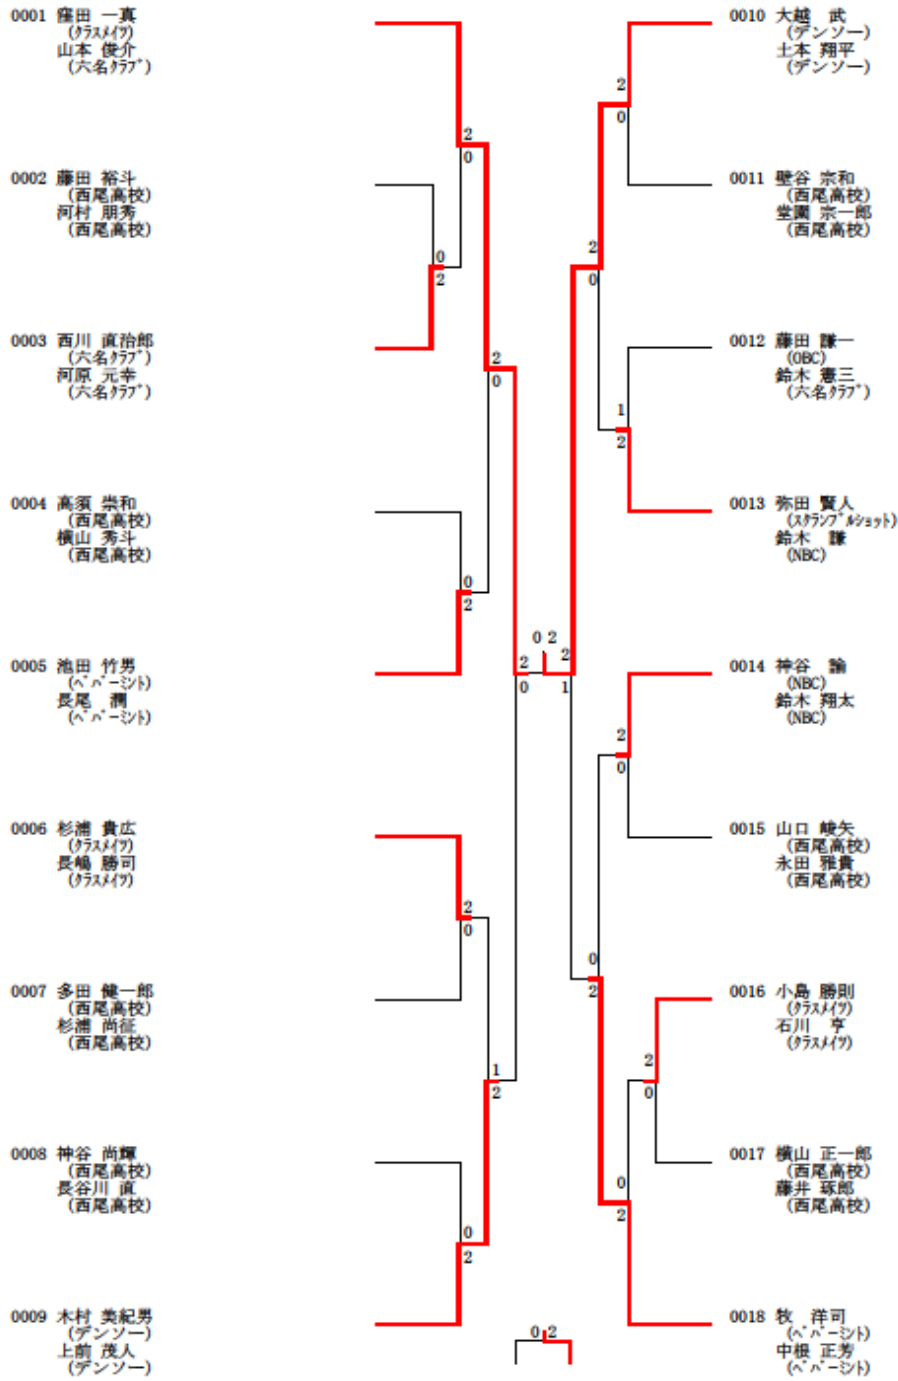 0001 窪田 一真
(ｸﾗｽﾒｲﾂ)
山本 俊介
(六名ｸﾗﾌﾞ)
0002 藤田 裕斗
(西尾高校)
河村 朋秀
(西尾高校)
0003 西川 直治郎
(六名ｸﾗﾌﾞ)
河原 元幸
(六名ｸﾗﾌﾞ)
0004 高須 崇和
(西尾高校)
横山 秀斗
(西尾高校)
0005 池田 竹男
(ﾍﾟﾊﾟｰﾐﾝﾄ)
長尾 潤
(ﾍﾟﾊﾟｰﾐﾝﾄ)
0006 杉浦 貴広
(ｸﾗｽﾒｲﾂ)
長嶋 勝司
(ｸﾗｽﾒｲﾂ)
0007 多田 健一郎
(西尾高校)
杉浦 尚征
(西尾高校)
0008 神谷 尚輝
(西尾高校)
長谷川 直
(西尾高校)
0009 木村 美紀男
(デンソー)
上前 茂人
(デンソー)
2
0
0
2
2
0
0
2
2
0
2
0
1
2
0
2
0 2
0 2
2
1
2
0
2
0
1
2
2
0
0
2
2
0
0
2
0010 大越 武
(デンソー)
土本 翔平
(デンソー)
0011 壁谷 宗和
(西尾高校)
堂園 宗一郎
(西尾高校)
0012 藤田 謙一
(OBC)
鈴木 憲三
(六名ｸﾗﾌﾞ)
0013 弥田 賢人
(ｽｸﾗﾝﾌﾞﾙｼｮｯﾄ)
鈴木 謙
(NBC)
0014 神谷 諭
(NBC)
鈴木 翔太
(NBC)
0015 山口 峻矢
(西尾高校)
永田 雅貴
(西尾高校)
0016 小島 勝則
(ｸﾗｽﾒｲﾂ)
石川 亨
(ｸﾗｽﾒｲﾂ)
0017 横山 正一郎
(西尾高校)
藤井 琢郎
(西尾高校)
0018 牧 洋司
(ﾍﾟﾊﾟｰﾐﾝﾄ)
中根 正芳
(ﾍﾟﾊﾟｰﾐﾝﾄ)